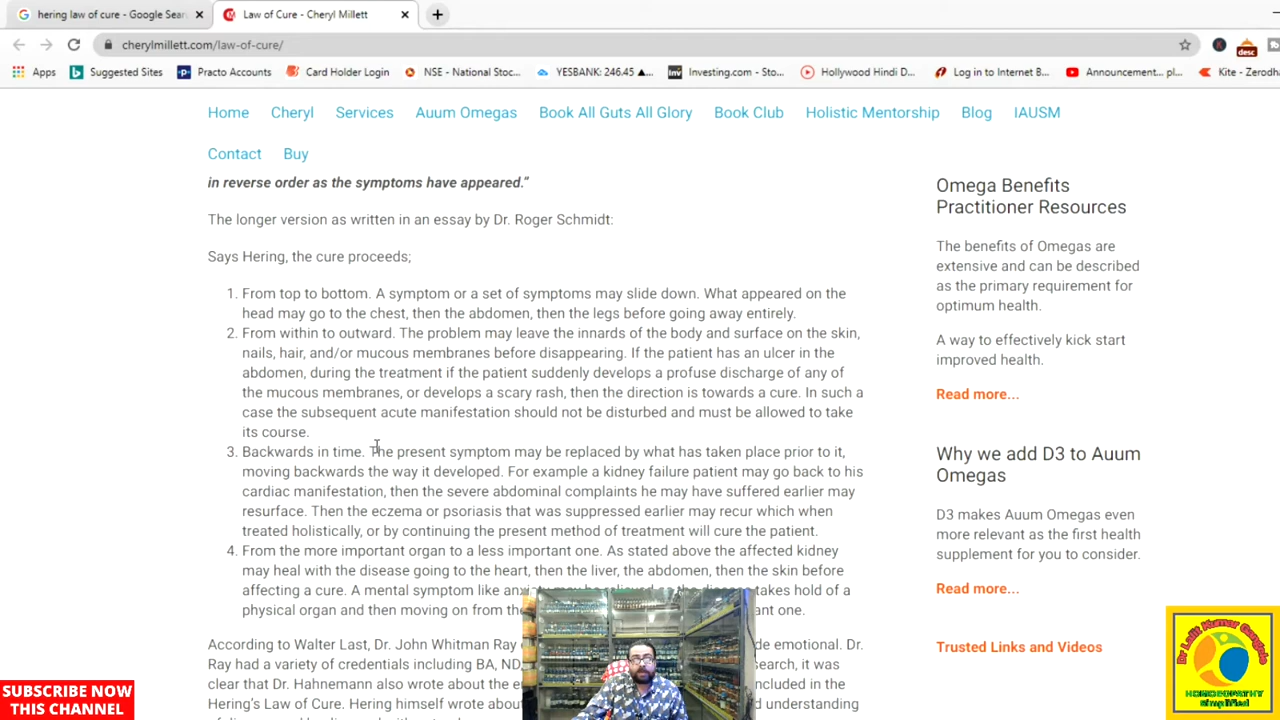 hering law of cure - Google Sear
Law of Cure - Cheryl Millett
cherylmillett.com/law-of-cure/
desc
Apps
Suggested Sites
Practo Accounts
Card Holder Login
NSE - National Stoc...
YESBANK: 246.45 ▲...
Investing.com - Sto...
Hollywood Hindi D...
Log in to Internet B...
Announcement... pl...
Kite - Zerodh
Home Cheryl Services Auum Omegas Book All Guts All Glory Book Club Holistic Mentorship Blog IAUSM
Contact Buy
in reverse order as the symptoms have appeared.”
The longer version as written in an essay by Dr. Roger Schmidt:
Says Hering, the cure proceeds;
1. From top to bottom. A symptom or a set of symptoms may slide down. What appeared on the
head may go to the chest, then the abdomen, then the legs before going away entirely.
2. From within to outward. The problem may leave the innards of the body and surface on the skin,
nails, hair, and/or mucous membranes before disappearing. If the patient has an ulcer in the
abdomen, during the treatment if the patient suddenly develops a profuse discharge of any of
the mucous membranes, or develops a scary rash, then the direction is towards a cure. In such a
case the subsequent acute manifestation should not be disturbed and must be allowed to take
its course.
3. Backwards in time. The present symptom may be replaced by what has taken place prior to it,
moving backwards the way it developed. For example a kidney failure patient may go back to his
cardiac manifestation, then the severe abdominal complaints he may have suffered earlier may
resurface. Then the eczema or psoriasis that was suppressed earlier may recur which when
treated holistically, or by continuing the present method of treatment will cure the patient.
4. From the more important organ to a less important one. As stated above the affected kidney
may heal with the disease going to the heart, then the liver, the abdomen, then the skin before
affecting a cure. A mental symptom like takes hold of a
physical organ and then moving on from the ant one.
According to Walter Last, Dr. John Whitman Ray de emotional. Dr.
Ray had a variety of credentials including BA, ND, search, it was
clear that Dr. Hahnemann also wrote about the included in the
Hering's Law of Cure. Hering himself wrote understanding
Omega Benefits
Practitioner Resources
The benefits of Omegas are
extensive and can be described
as the primary requirement for
optimum health.
A way to effectively kick start
improved health.
Read more...
Why we add D3 to Auum
Omegas
D3 makes Auum Omegas even
more relevant as the first health
supplement for you to consider.
Read more...
Trusted Links and Videos
SUBSCRIBE NOW
THIS CHANNEL
HOMOEOPATHY
Simplified